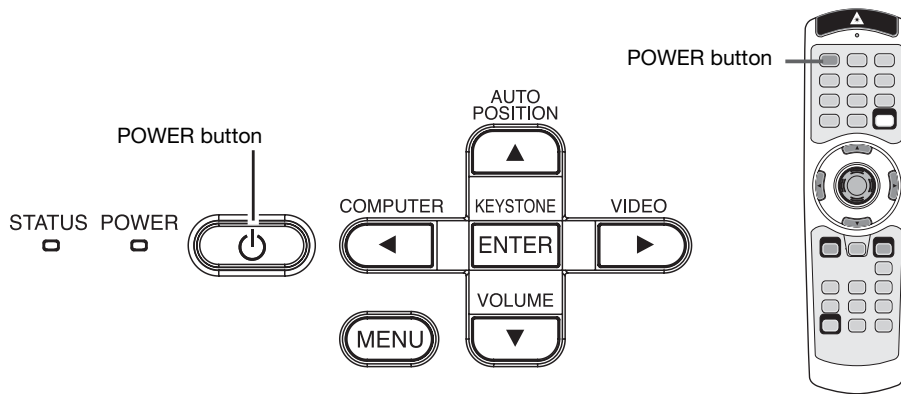 POWER button
AUTO
POSITION
POWER button
COMPUTER
KEYSTONE
VIDEO
STATUS
POWER
ENTER
VOLUME
MENU